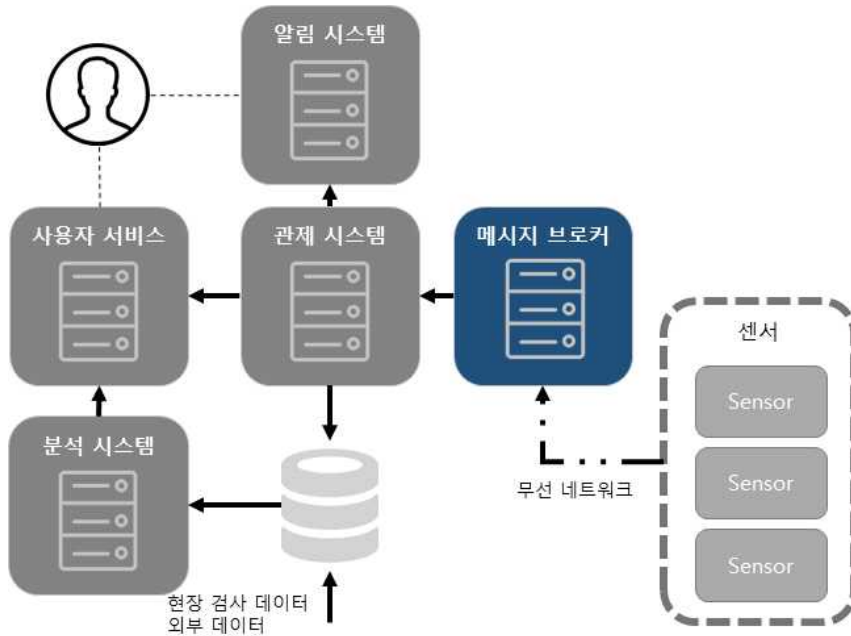 알림 시스템
사용자 서비스
관제 시스템
메시지 브로커
센서
Sensor
Sensor
Sensor
분석 시스템
무선 네트워크
현장 검사 데이터
외부 데이터